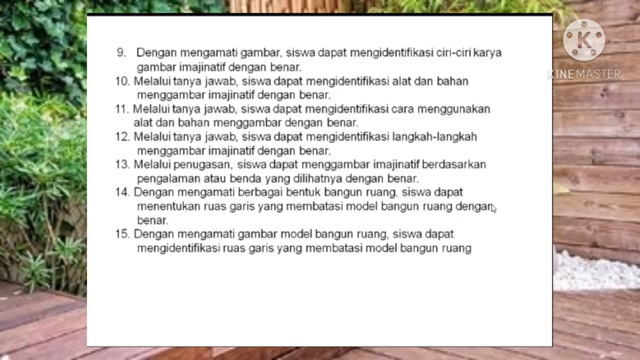 KINEMASTER
9. Dengan mengamati gambar, siswa dapat mengidentifikasi ciri-ciri karya
gambar imajinatif dengan benar.
10. Melalui tanya jawab, siswa dapat mengidentifikasi alat dan bahan
menggambar imajinatif dengan benar.
11. Melalui tanya jawab, siswa dapat mengidentifikasi cara menggunakan
alat dan bahan menggambar dengan benar.
12. Melalui tanya jawab, siswa dapat mengidentifikasi langkah-langkah
menggambar imajinatif dengan benar.
13. Melalui penugasan, siswa dapat menggambar imajinatif berdasarkan
pengalaman atau benda yang dilihatnya dengan benar.
14. Dengan mengamati berbagai bentuk bangun ruang, siswa dapat
menentukan ruas garis yang membatasi model bangun ruang dengan
benar.
15. Dengan mengamati gambar model bangun ruang, siswa dapat
mengidentifikasi ruas garis yang membatasi model bangun ruang